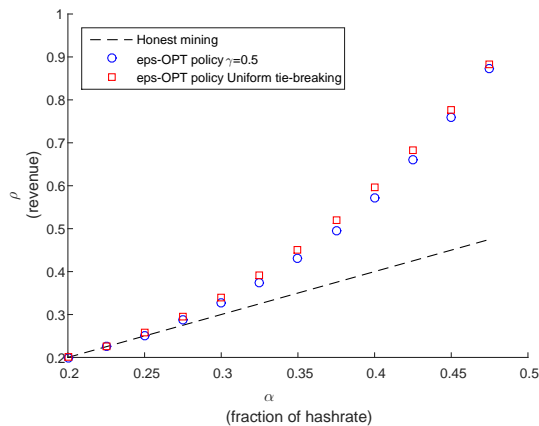 Honest mining
eps-OPT policy γ=0.5
eps-OPT policy Uniform tie-breaking
1
0.9
0.8
0.7
0.6
0.5
0.4
0.3
0.2
ρ
(revenue)
0.2 0.25 0.3 0.35 0.4 0.45 0.5
α
(fraction of hashrate)